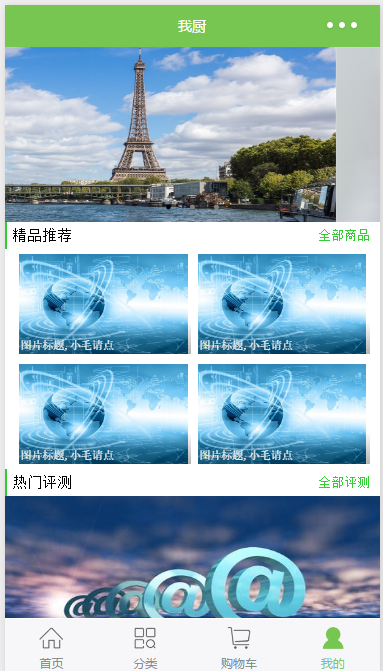 我厨
精品推荐
全部商品
图片标题, 小毛请点
图片标题, 小毛请点
图片标题, 小毛请点
图片标题, 小毛请点
热门评测
全部评测
@@@@
首页
分类
购物车
我的